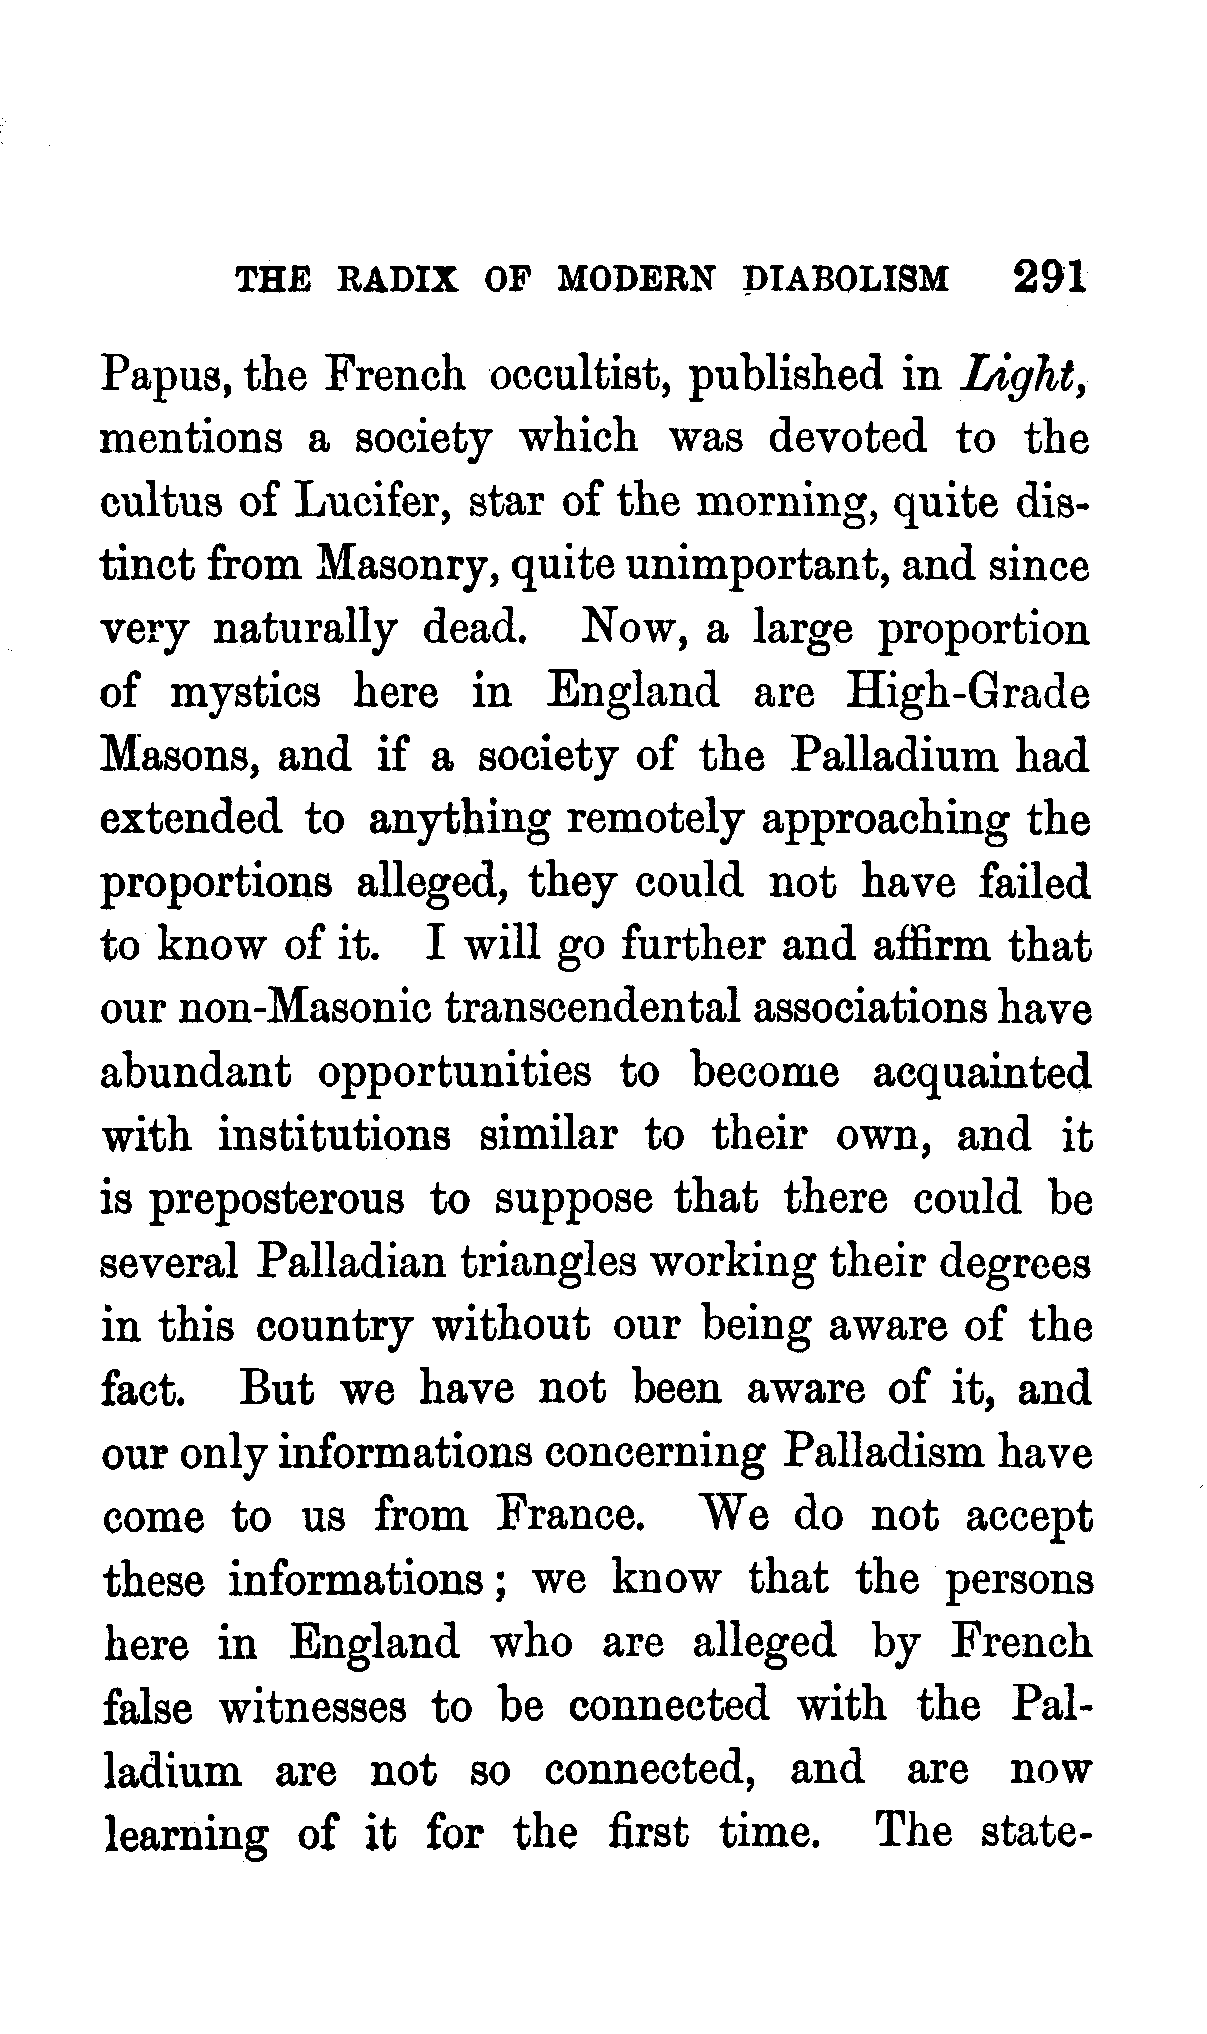 THE RADIX OF MODERN DIABOLISM 291
Papus, the French occultist, published in Light,
mentions a society which was devoted to the
cultus of Lucifer, star of the morning, quite dis-
tinct from Masonry, quite unimportant, and since
very naturally dead. Now, a large proportion
of mystics here in England are High-Grade
Masons, and if a society of the Palladium had
extended to anything remotely approaching the
proportions alleged, they could not have failed
to know of it. I will go further and affirm that
our non-Masonic transcendental associations have
abundant opportunities to become acquainted
with institutions similar to their own, and it
is preposterous to suppose that there could be
several Palladian triangles working their degrees
in this country without our being aware of the
fact. But we have not been aware of it, and
our only informations concerning Palladism have
come to us from France. We do not accept
these informations ; we know that the persons
here in England who are alleged by French
false witnesses to be connected with the Pal-
ladium are not so connected, and are now
learning of it for the first time. The state-